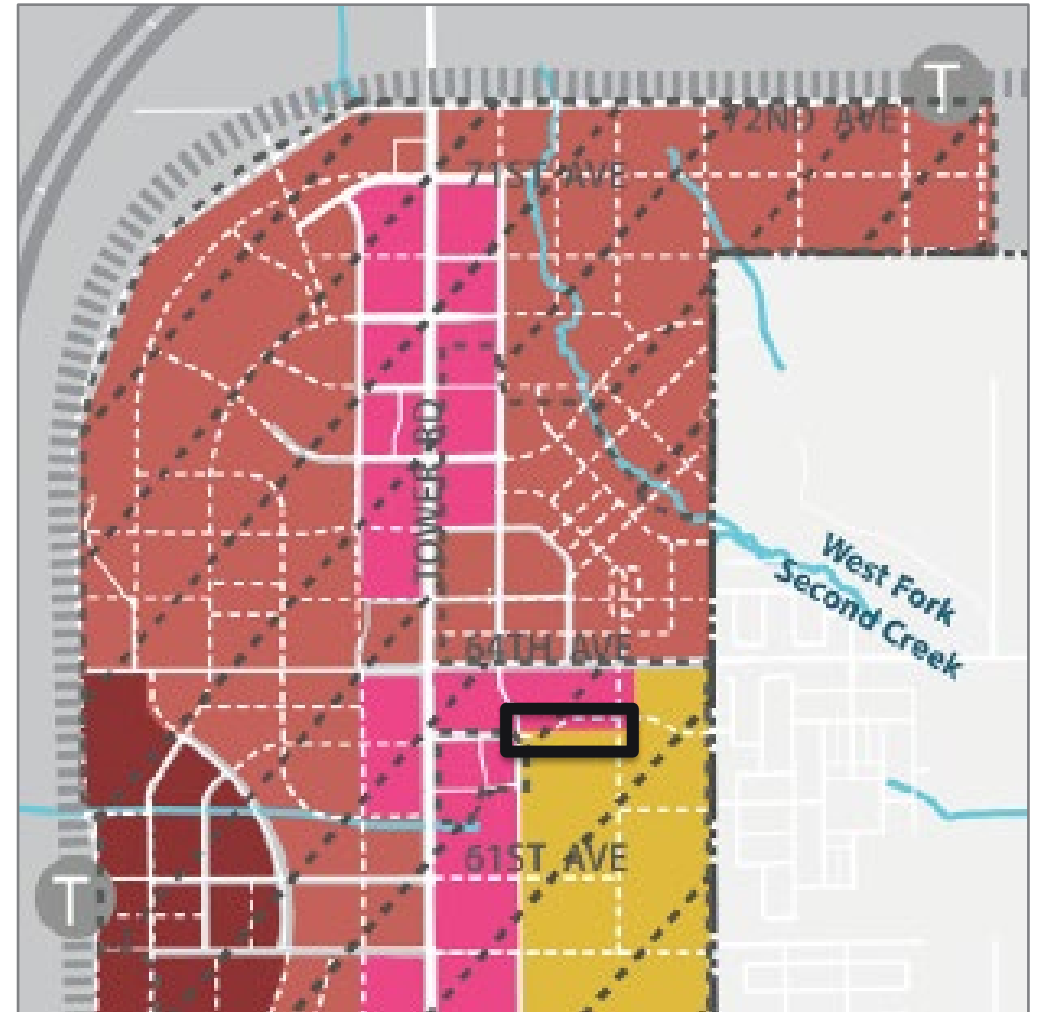 T
72ND AVE
71ST AVE
TOWER RD
West Fork
Second Creek
64TH AVE
61ST AVE
T